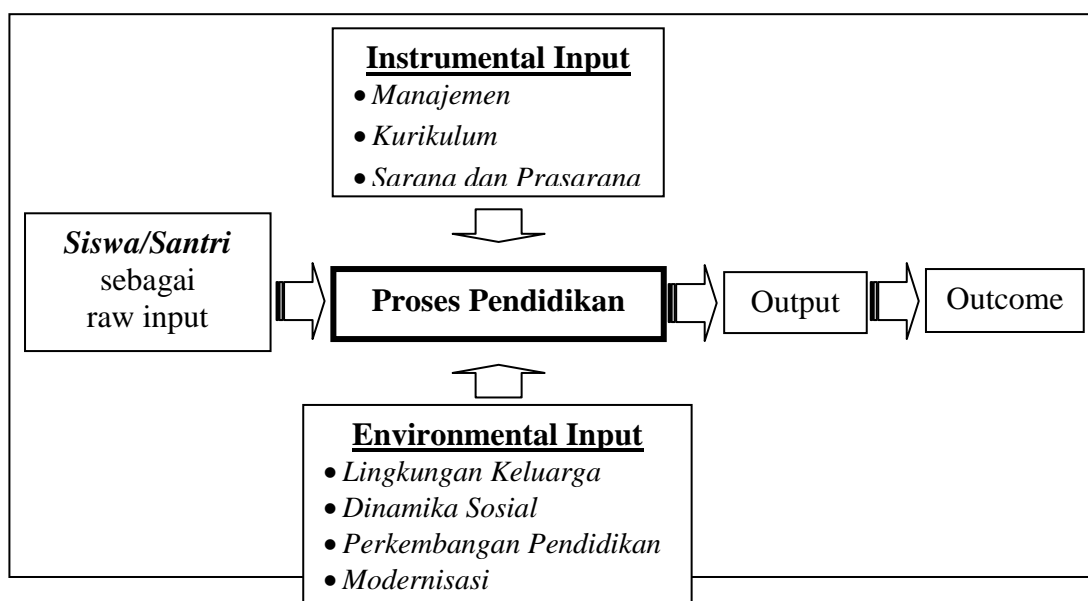 Instrumental Input
• Manajemen
• Kurikulum
• Sarana dan Prasarana
Siswa/Santri
sebagai
raw input
Proses Pendidikan
Output
Outcome
Environmental Input
• Lingkungan Keluarga
• Dinamika Sosial
• Perkembangan Pendidikan
• Modernisasi